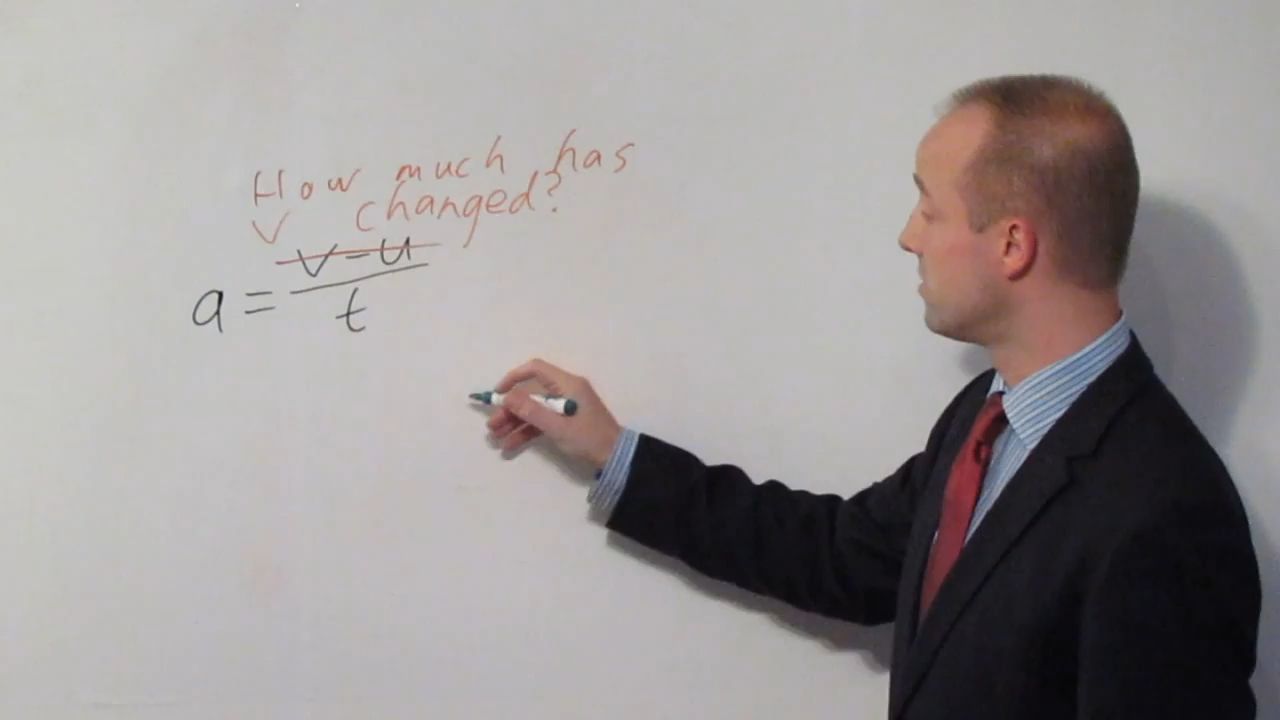 How much has
v changed?
v-u
a = 
t